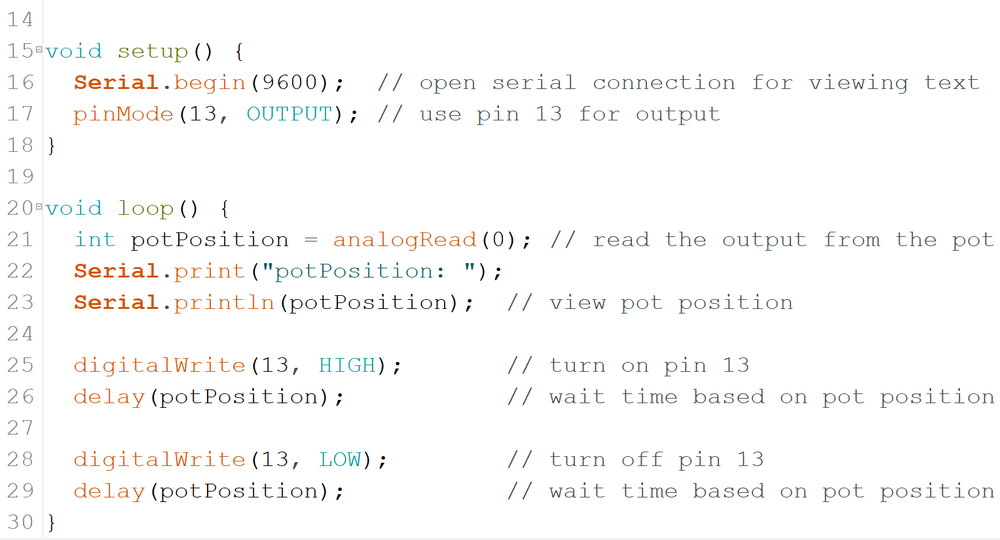 14
15 void setup() {
16 Serial.begin(9600); // open serial connection for viewing text
17 pinMode(13, OUTPUT); // use pin 13 for output
18 }
19
20 void loop() {
21 int potPosition = analogRead(0); // read the output from the pot
22 Serial.print("potPosition: ");
23 Serial.println(potPosition); // view pot position
24
25 digitalWrite(13, HIGH); // turn on pin 13
26 delay(potPosition); // wait time based on pot position
27
28 digitalWrite(13, LOW); // turn off pin 13
29 delay(potPosition); // wait time based on pot position
30 }